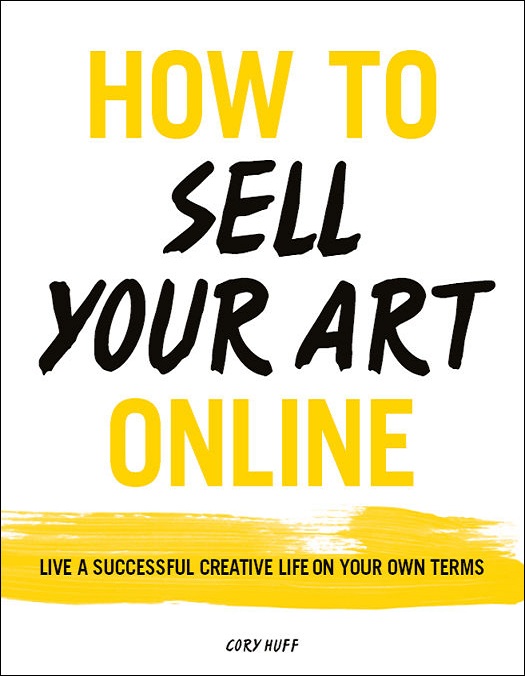 HOW TO
SELL
YOUR ART
ONLINE
LIVE A SUCCESSFUL CREATIVE LIFE ON YOUR OWN TERMS
CORY HUFF